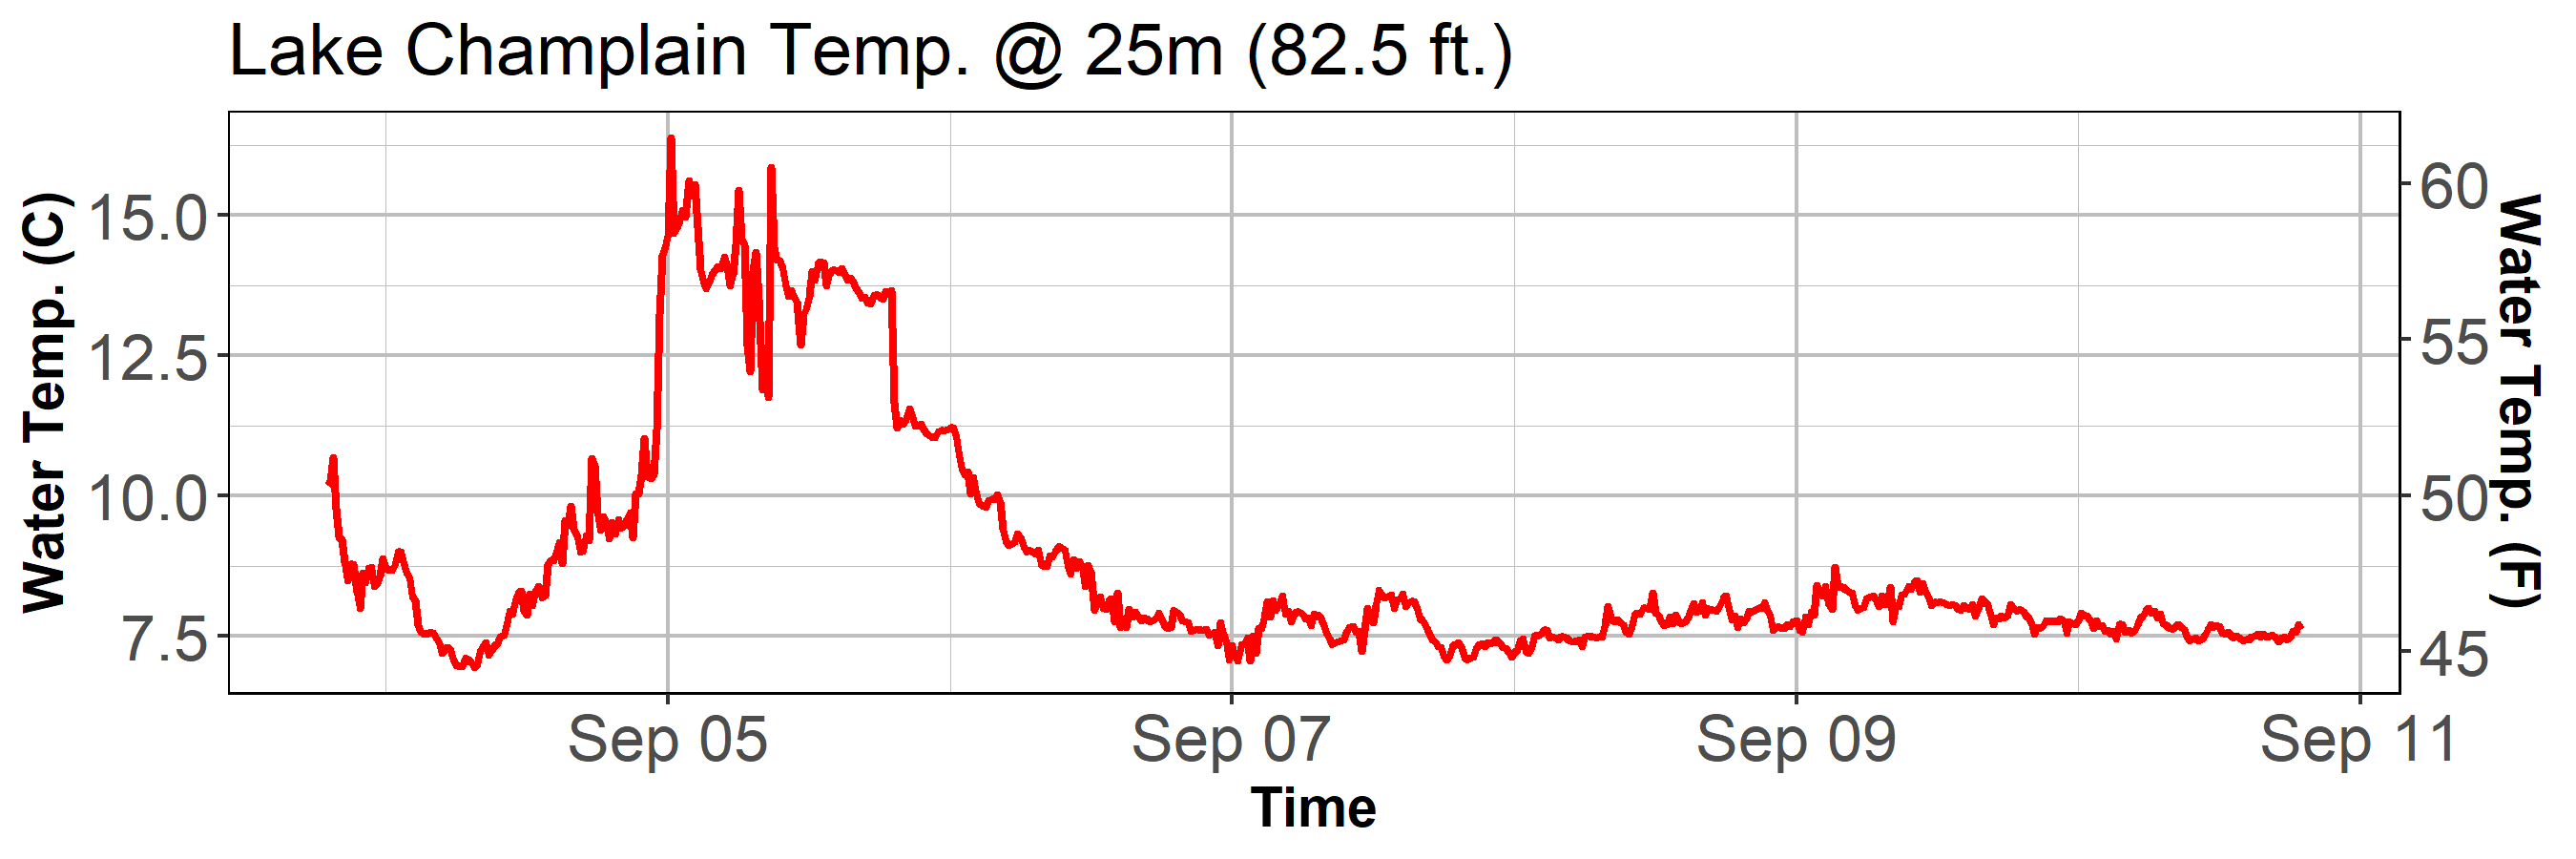 Lake Champlain Temp. @ 25m (82.5 ft.)
Water Temp. (C)
15.0
12.5
10.0
7.5
60
55
50
45
Water Temp. (F)
Sep 05
Sep 07
Sep 09
Sep 11
Time